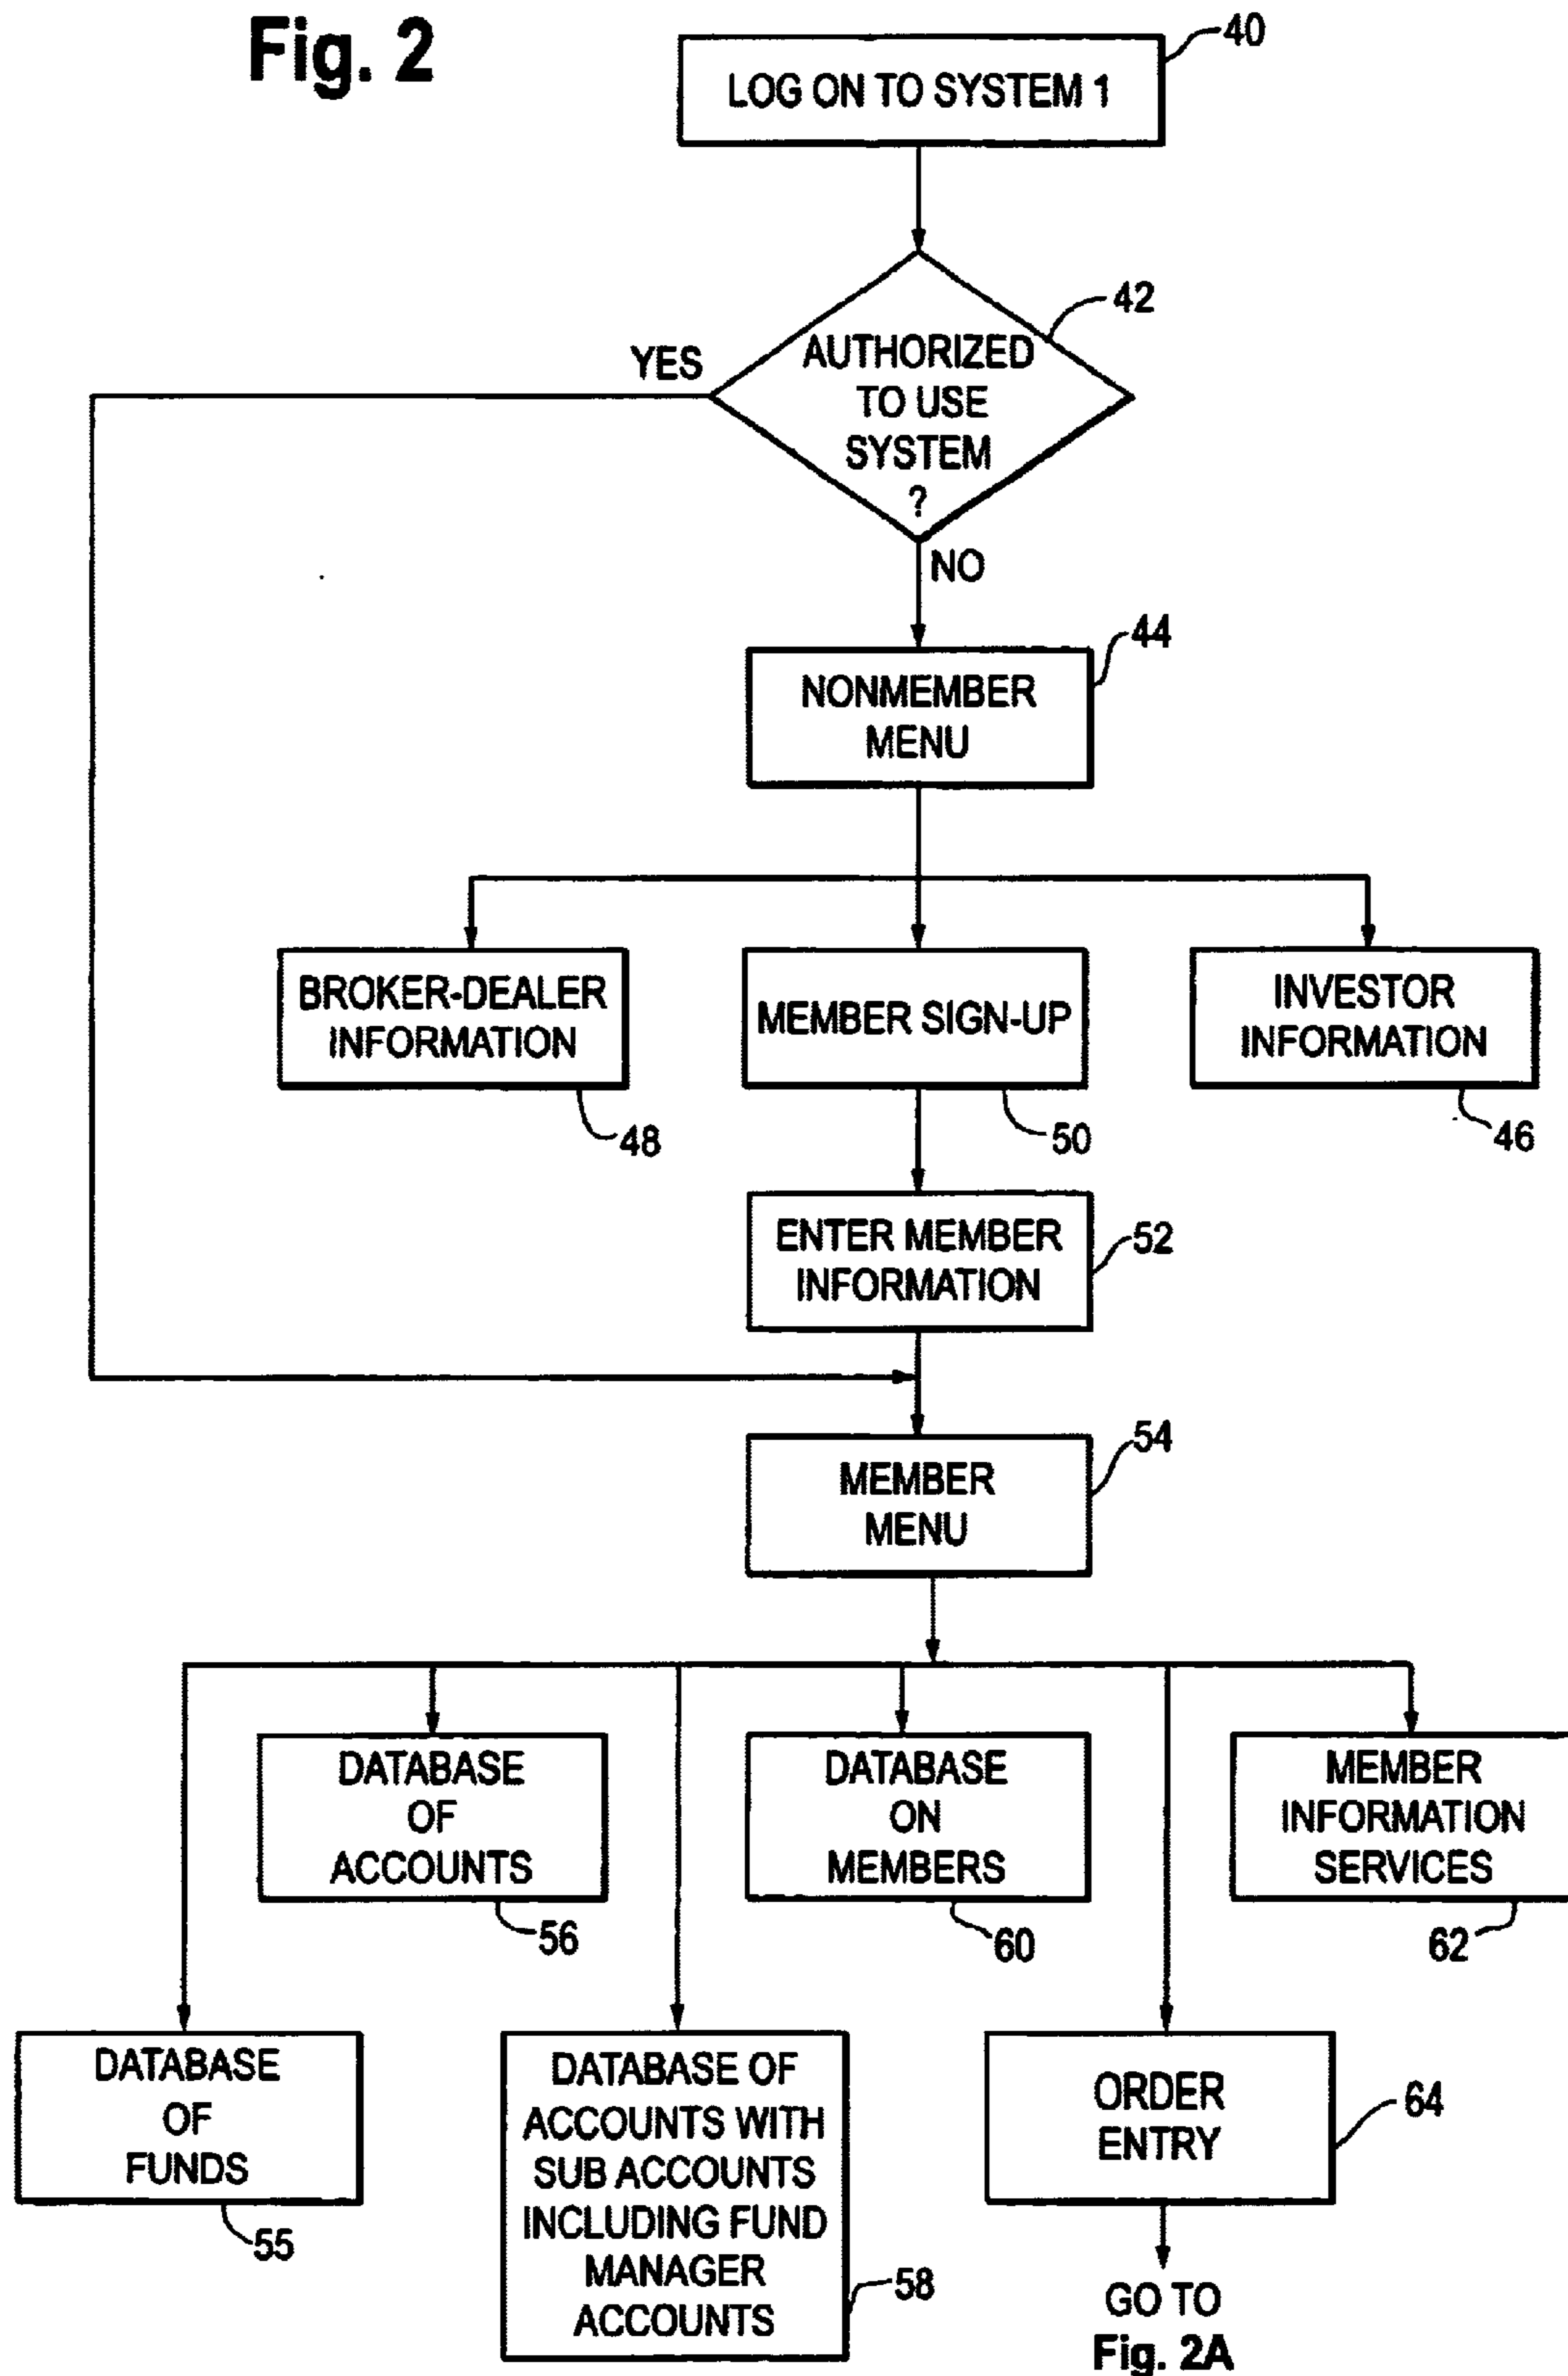 Fig. 2
40
LOG ON TO SYSTEM 1
42
AUTHORIZED
TO USE
SYSTEM
?
YES
NO
44
NONMEMBER
MENU
BROKER-DEALER
INFORMATION
48
MEMBER SIGN-UP
50
INVESTOR
INFORMATION
46
ENTER MEMBER
INFORMATION
52
MEMBER
MENU
54
DATABASE
OF
ACCOUNTS
56
DATABASE
ON
MEMBERS
60
MEMBER
INFORMATION
SERVICES
62
DATABASE
OF
FUNDS
55
DATABASE OF
ACCOUNTS WITH
SUB ACCOUNTS
INCLUDING FUND
MANAGER
ACCOUNTS
58
ORDER
ENTRY
64
GO TO
Fig. 2A